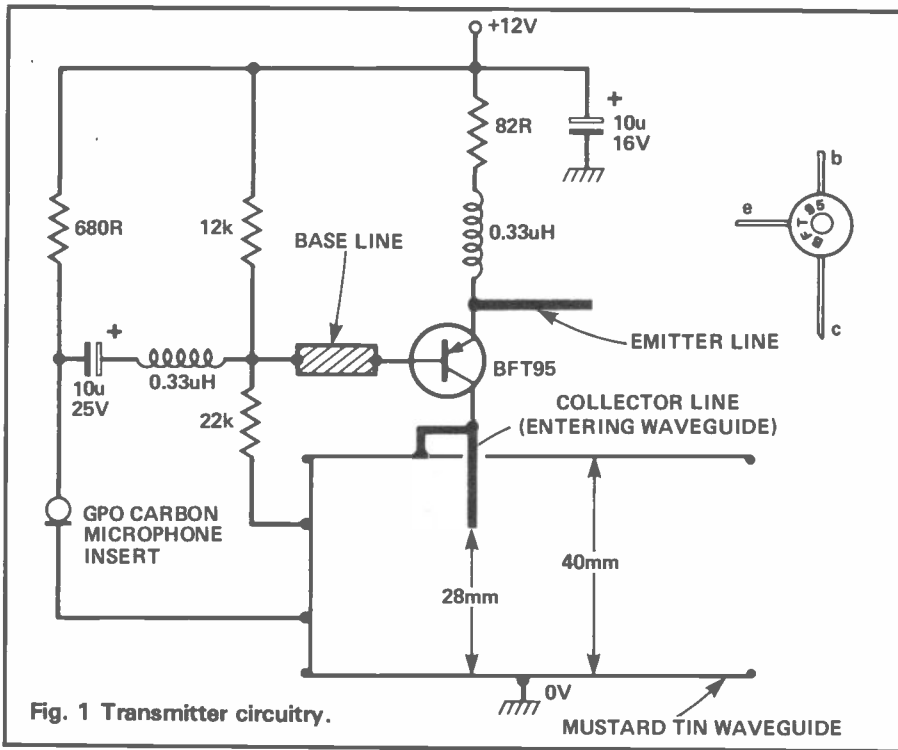 +12V
+
10u
16V
82R
b
e
BFT95
c
680R
12k
0.33uH
BASE LINE
EMITTER LINE
+
BFT95
10u
25V
0.33uH
22k
COLLECTOR LINE
(ENTERING WAVEGUIDE)
GPO CARBON
MICROPHONE
INSERT
28mm
40mm
0V
Fig. 1 Transmitter circuitry.
MUSTARD TIN WAVEGUIDE